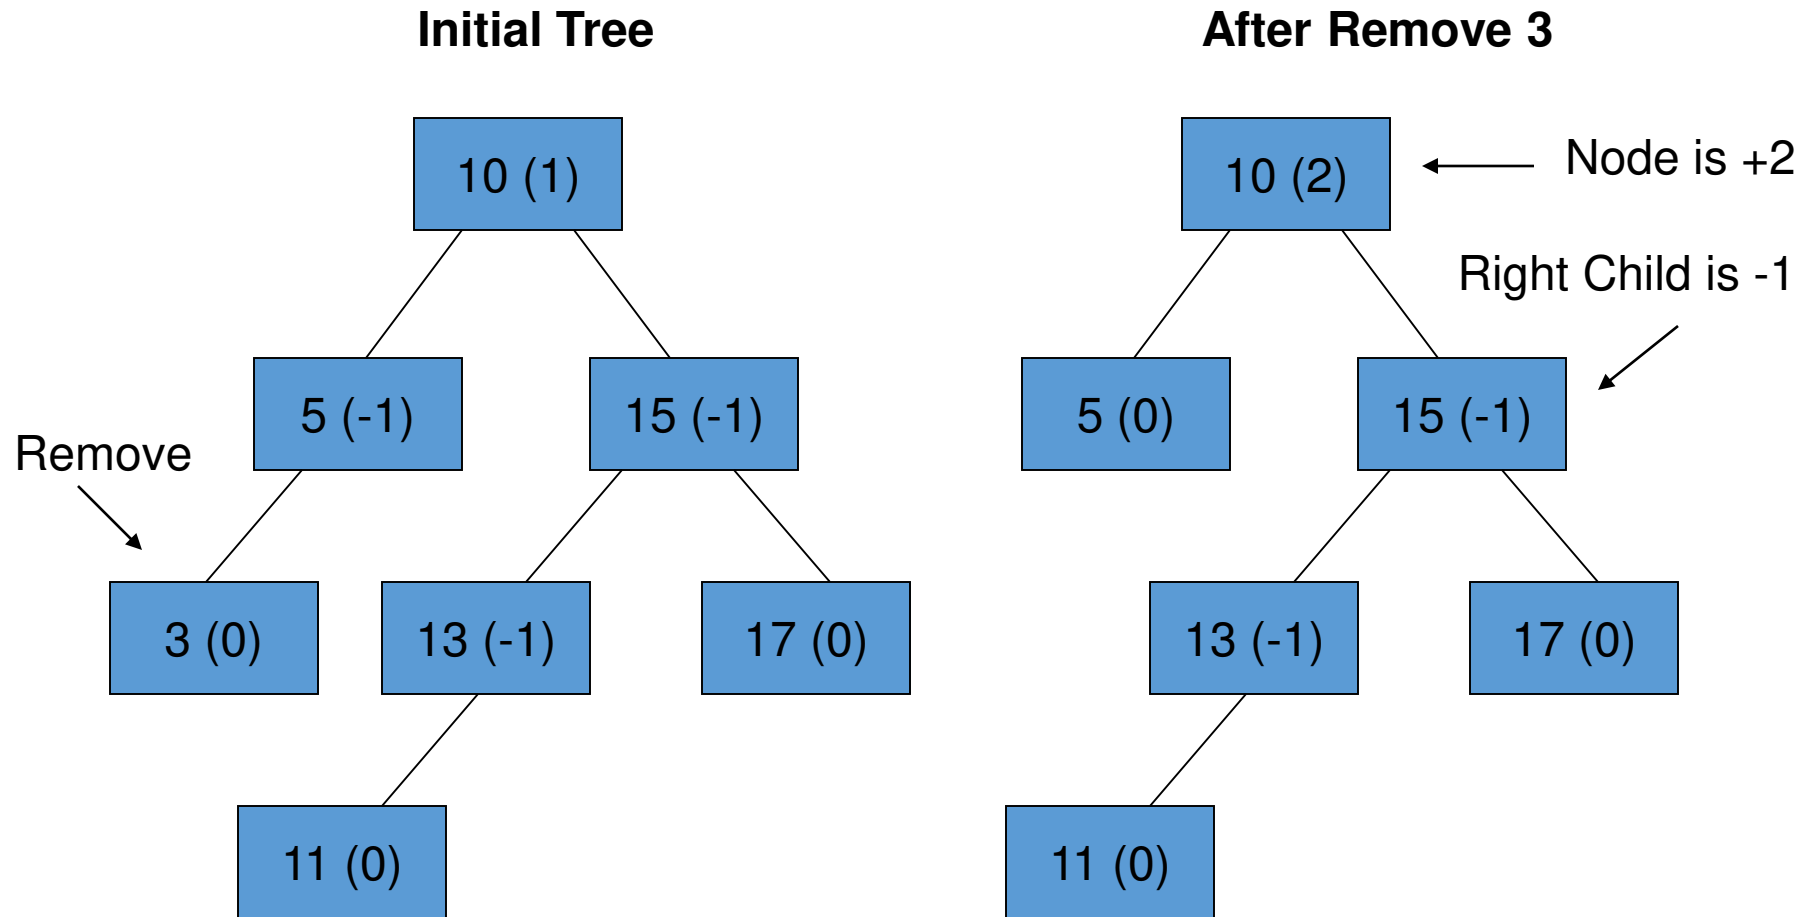 Initial Tree
After Remove 3
10 (1)
10 (2)
Node is +2
Right Child is -1
5 (-1)
15 (-1)
5 (0)
15 (-1)
Remove
3 (0)
13 (-1)
17 (0)
13 (-1)
17 (0)
11 (0)
11 (0)